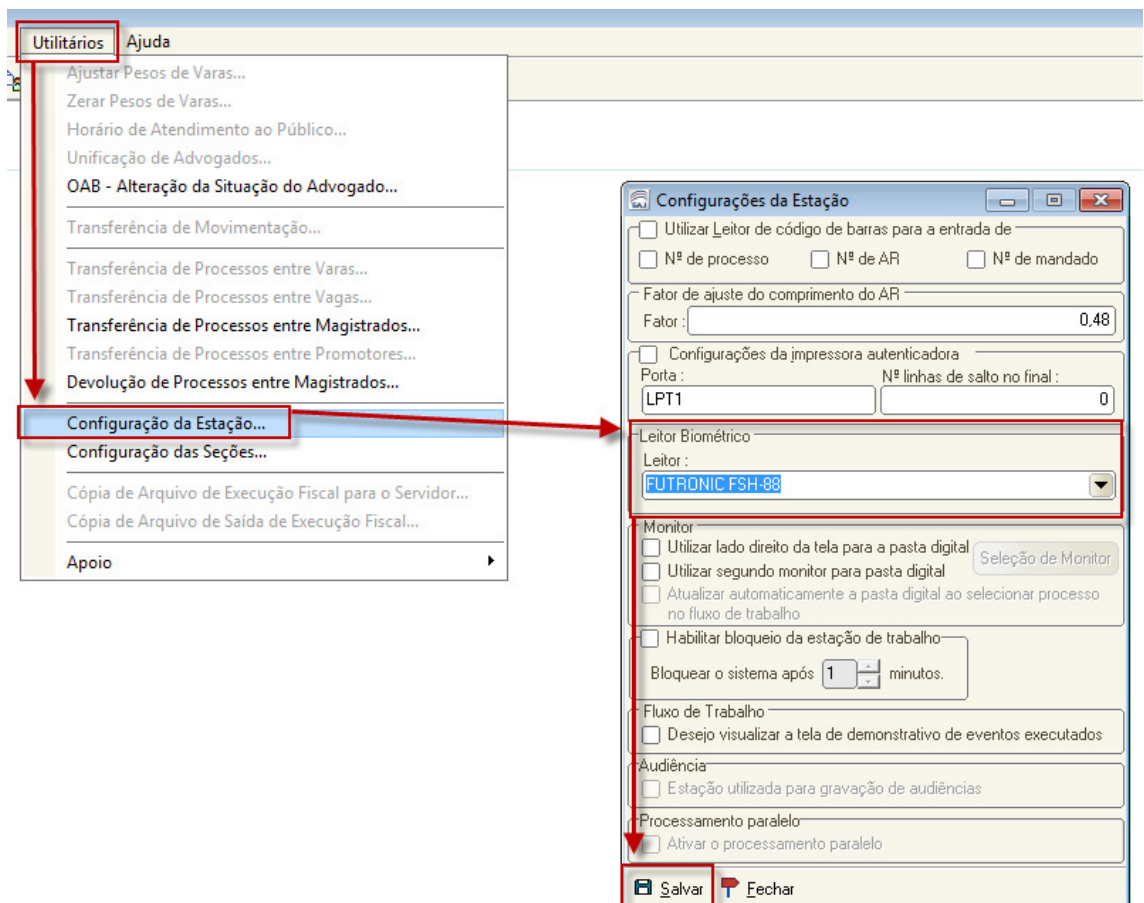 Utilitários Ajuda
Ajustar Pesos de Varas...
Zerar Pesos de Varas...
Horário de Atendimento ao Público...
Unificação de Advogados...
OAB - Alteração da Situação do Advogado...
Transferência de Movimentação...
Transferência de Processos entre Varas...
Transferência de Processos entre Vagas...
Transferência de Processos entre Magistrados...
Transferência de Processos entre Promotores...
Devolução de Processos entre Magistrados...
Configuração da Estação...
Configuração das Seções...
Cópia de Arquivo de Execução Fiscal para o Servidor...
Cópia de Arquivo de Saída de Execução Fiscal...
Apoio
Configurações da Estação
Utilizar Leitor de código de barras para a entrada de
Nº de processo Nº de AR Nº de mandado
Fator de ajuste do comprimento do AR
Fator : 0,48
Configurações da impressora autenticadora
Porta : Nº linhas de salto no final :
LPT1 0
Leitor Biométrico
Leitor :
FUTRONIC FSH-88
Monitor
Utilizar lado direito da tela para a pasta digital
Seleção de Monitor
Utilizar segundo monitor para pasta digital
Atualizar automaticamente a pasta digital ao selecionar processo
no fluxo de trabalho
Habilitar bloqueio da estação de trabalho
Bloquear o sistema após 1 minutos.
Fluxo de Trabalho
Desejo visualizar a tela de demonstrativo de eventos executados
Audiência
Estação utilizada para gravação de audiências
Processamento paralelo
Ativar o processamento paralelo
Salvar Fechar